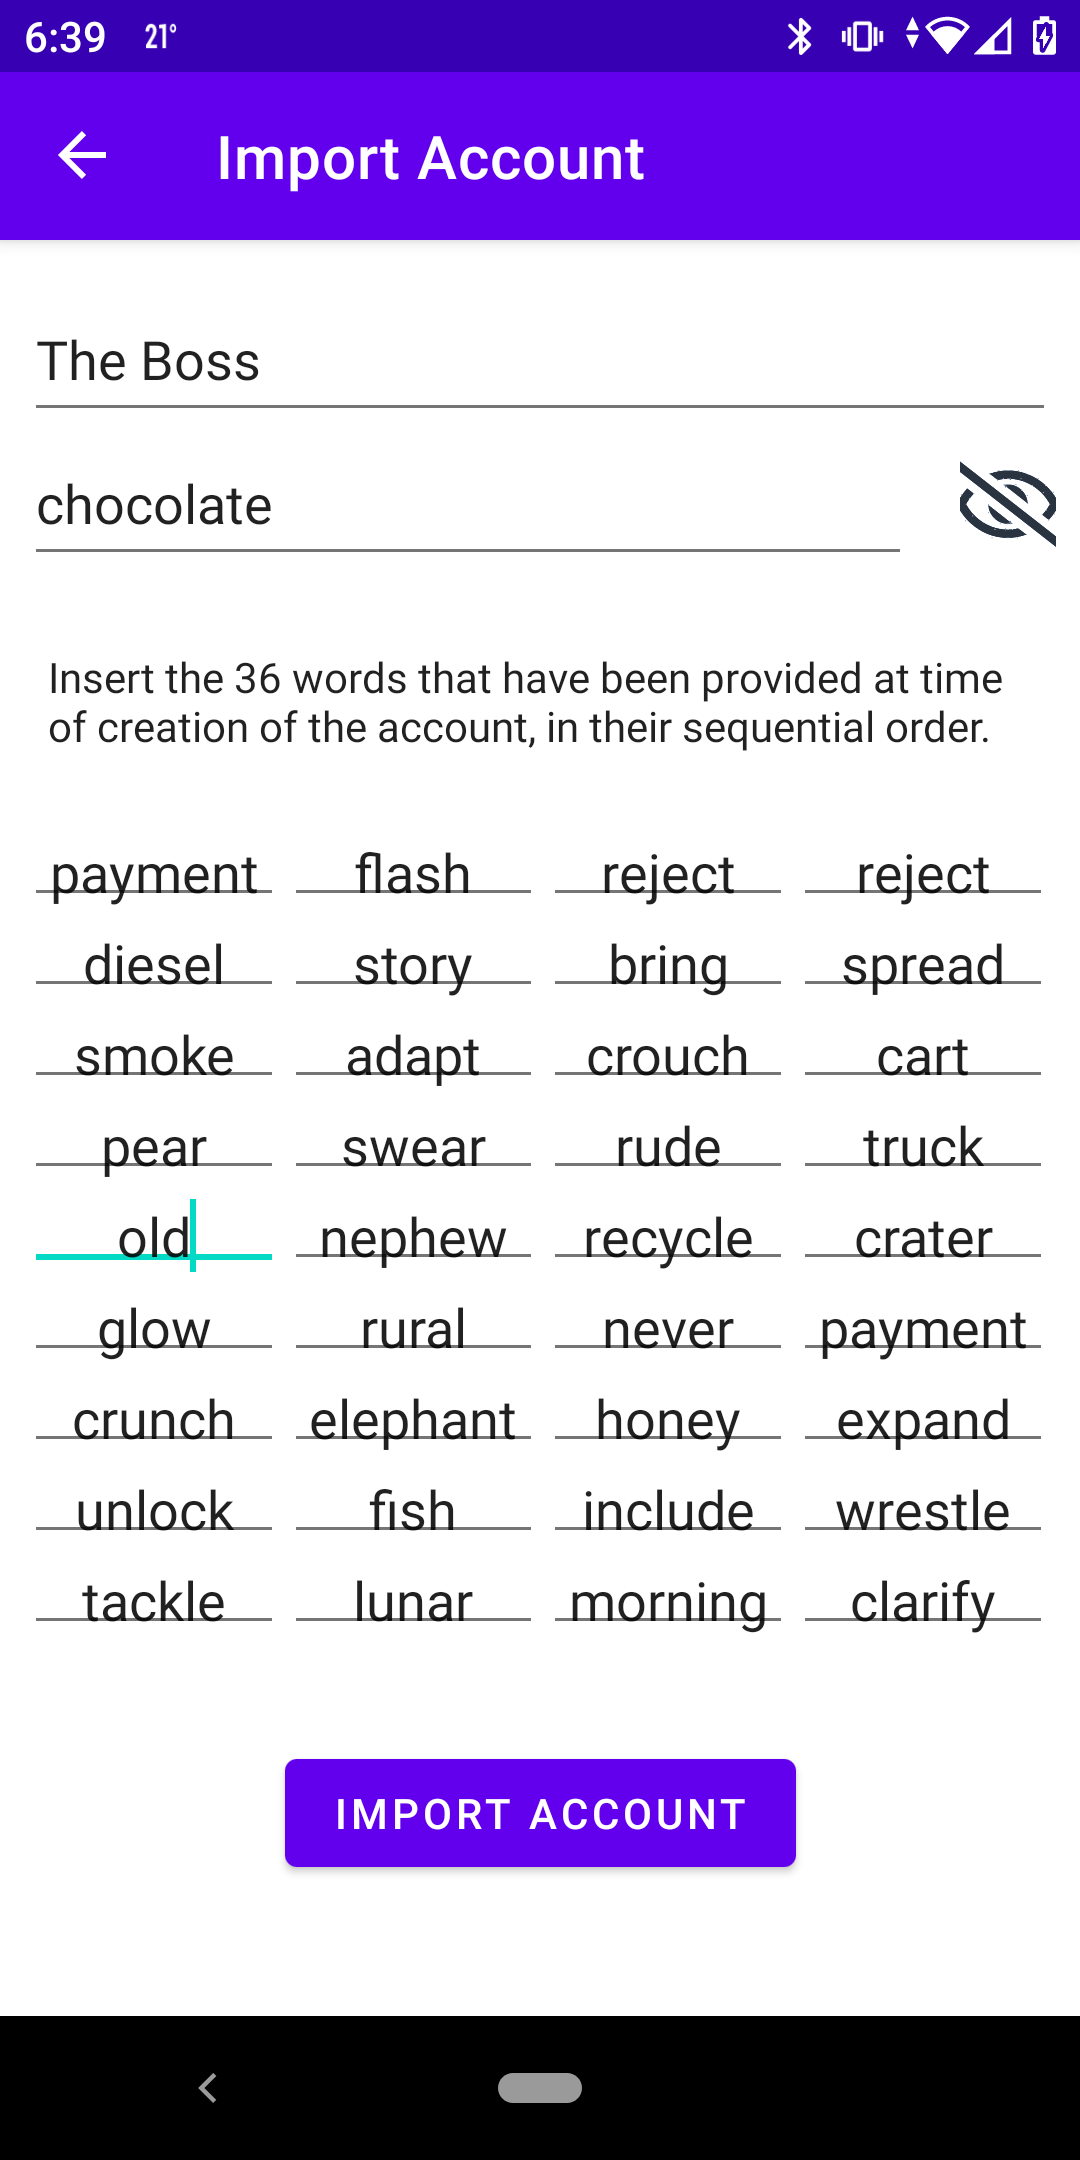 6:39 21°
Import Account
The Boss
chocolate
Insert the 36 words that have been provided at time
of creation of the account, in their sequential order.
payment flash reject reject
diesel story bring spread
smoke adapt crouch cart
pear swear rude truck
old nephew recycle crater
glow rural never payment
crunch elephant honey expand
unlock fish include wrestle
tackle lunar morning clarify
IMPORT ACCOUNT